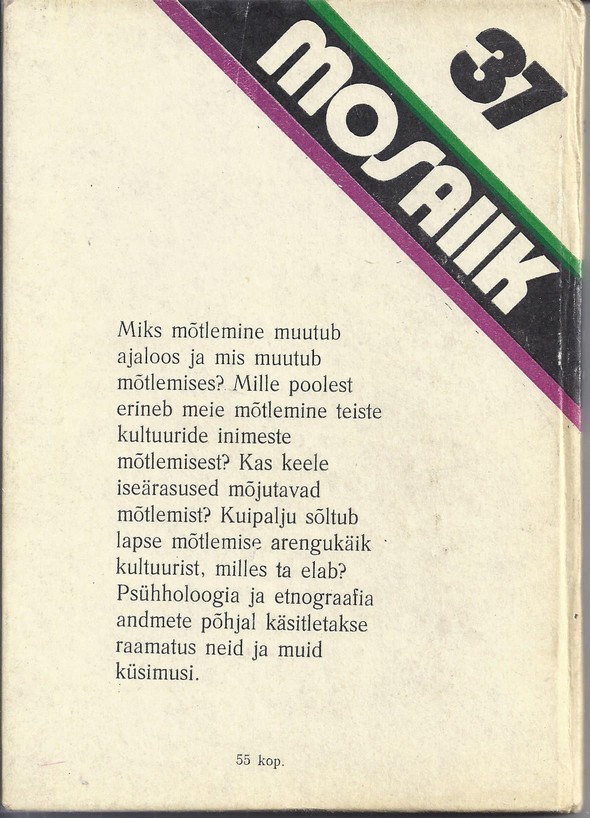 37
MOSAIIK
Miks mõtlemine muutub
ajaloos ja mis muutub
mõtlemises? Mille poolest
erineb meie mõtlemine teiste
kultuuride inimeste
mõtlemisest? Kas keele
iseärasused mõjutavad
mõtlemist? Kuipalju sõltub
lapse mõtlemise arengukäik
kultuurist, milles ta elab?
Psühholoogia ja etnograafia
andmete põhjal käsitletakse
raamatus neid ja muid
küsimusi.
55 kop.